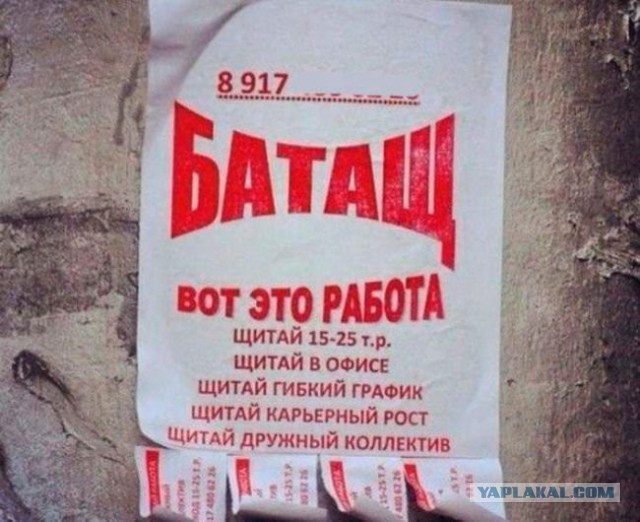 8 917
БАТАЩ
ВОТ ЭТО РАБОТА
ЩИТАЙ 15-25 т.р.
ЩИТАЙ В ОФИСЕ
ЩИТАЙ ГИБКИЙ ГРАФИК
ЩИТАЙ КАРЬЕРНЫЙ РОСТ
ЩИТАЙ ДРУЖНЫЙ КОЛЛЕКТИВ
YAPLAKAL.COM